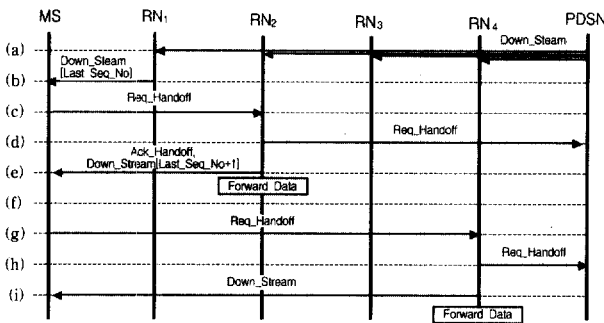 MS RN1 RN2 RN3 RN4 PDSN
(a) Down_Steam
(b) Down_Steam
[Last_Seq_No]
(c) Req_Handoff
(d) Req_Handoff
(e) Ack_Handoff,
Down_Stream[Last_Seq_No+1]
Forward Data
(f)
(g) Req_Handoff
(h) Req_Handoff
(i) Down_Stream
Forward Data